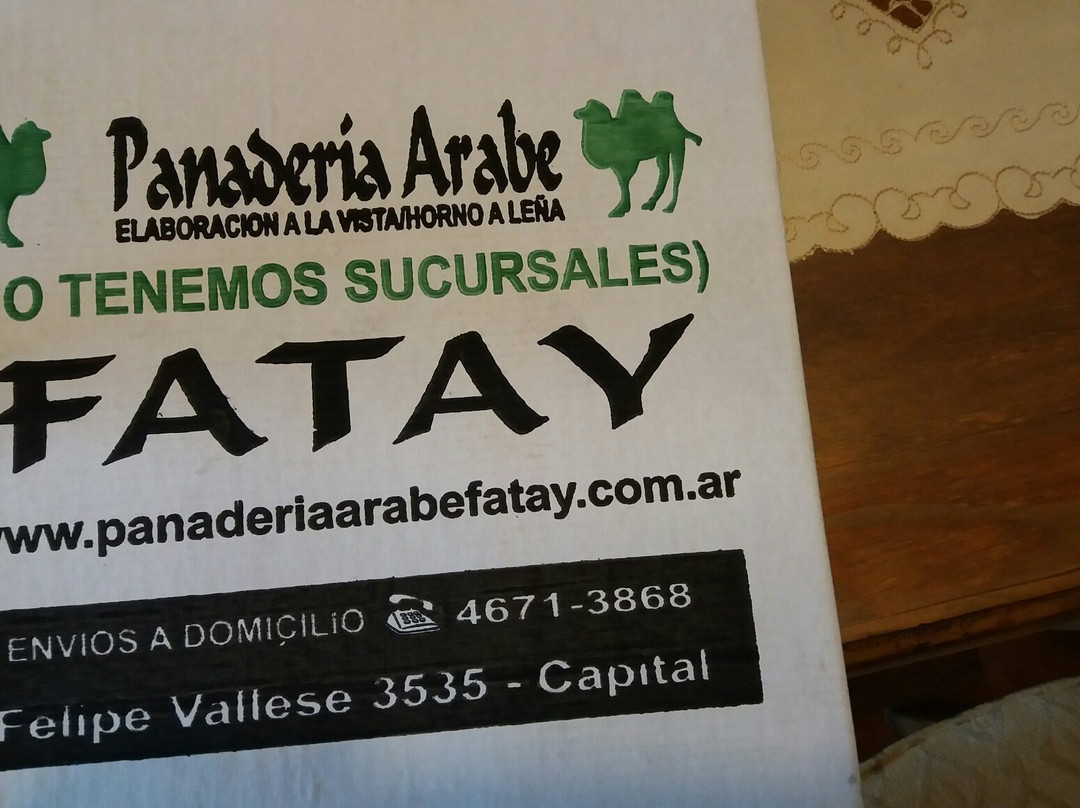 Panadería Arabe
ELABORACION A LA VISTA/HORNO A LEÑA
O TENEMOS SUCURSALES)
FATAY
www.panaderiaarabefatay.com.ar
ENVIOS A DOMICILIO 4671-3868
Felipe Vallese 3535 - Capital